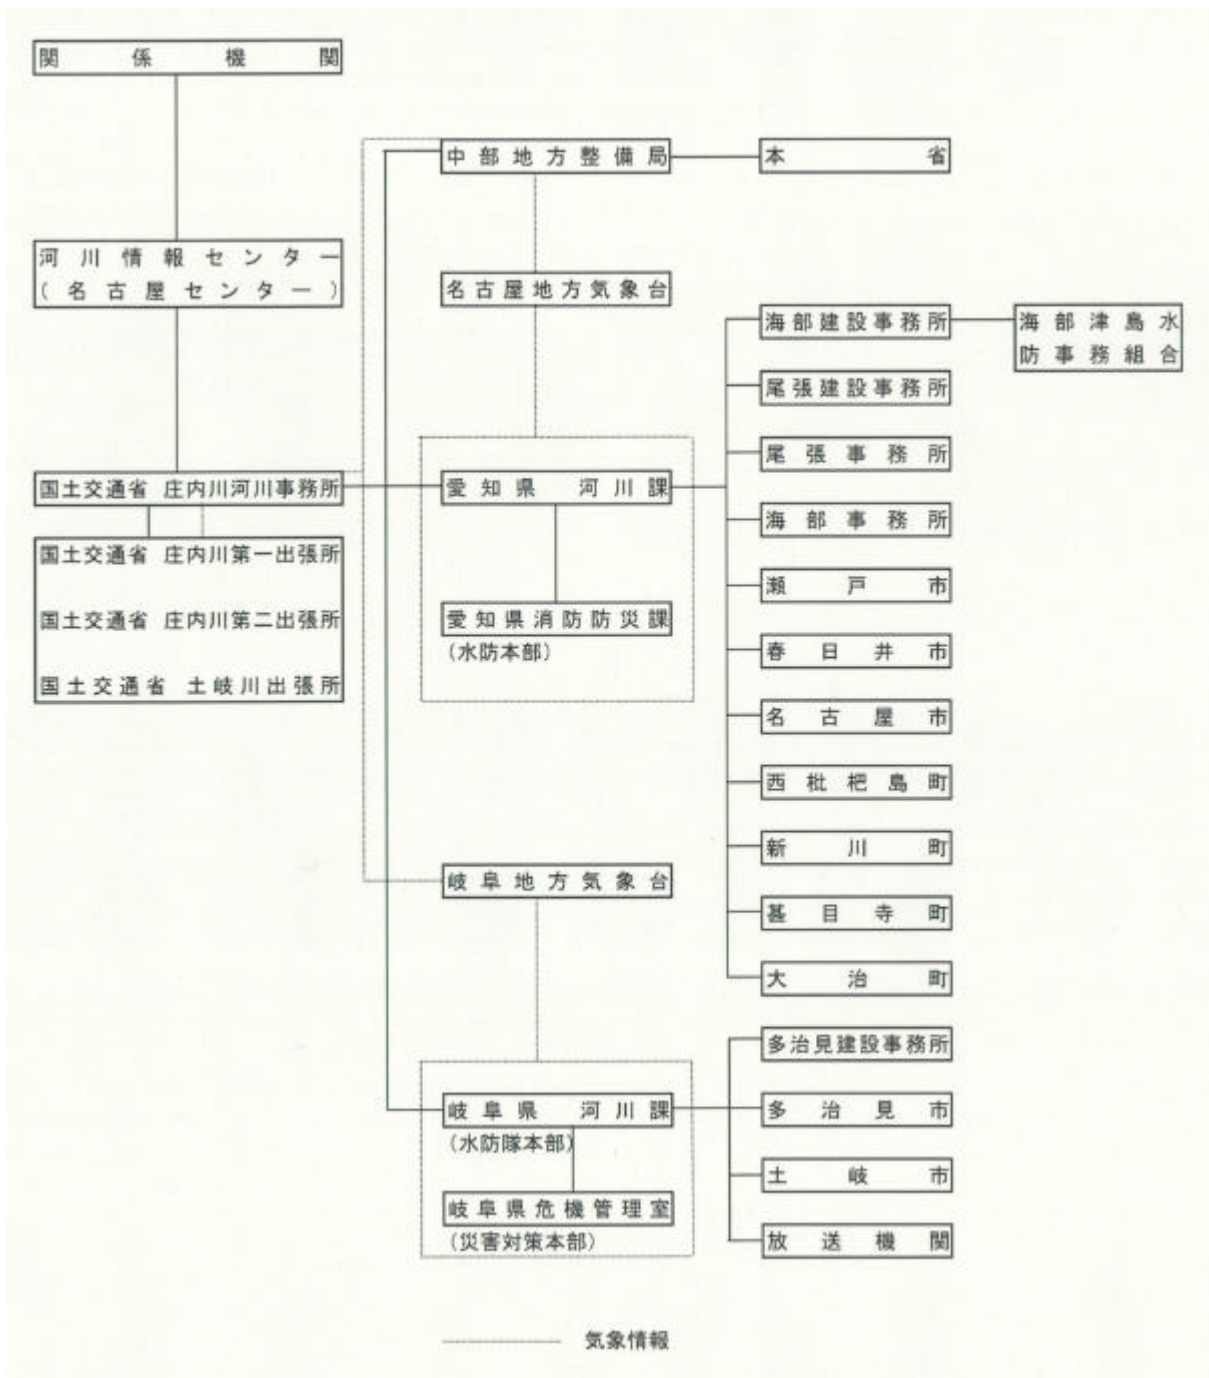 関係機関
河川情報センター
(名古屋センター)
国土交通省 庄内川河川事務所
国土交通省 庄内川第一出張所
国土交通省 庄内川第二出張所
国土交通省 土岐川出張所
中部地方整備局
本省
名古屋地方気象台
愛知県 河川課
愛知県消防防災課
(水防本部)
海部建設事務所
海部津島水
防事務組合
尾張建設事務所
尾張事務所
海部事務所
瀬戸市
春日井市
名古屋市
西枇杷島町
新川町
甚目寺町
大治町
岐阜地方気象台
岐阜県 河川課
(水防隊本部)
岐阜県危機管理室
(災害対策本部)
多治見建設事務所
多治見市
土岐市
放送機関
気象情報